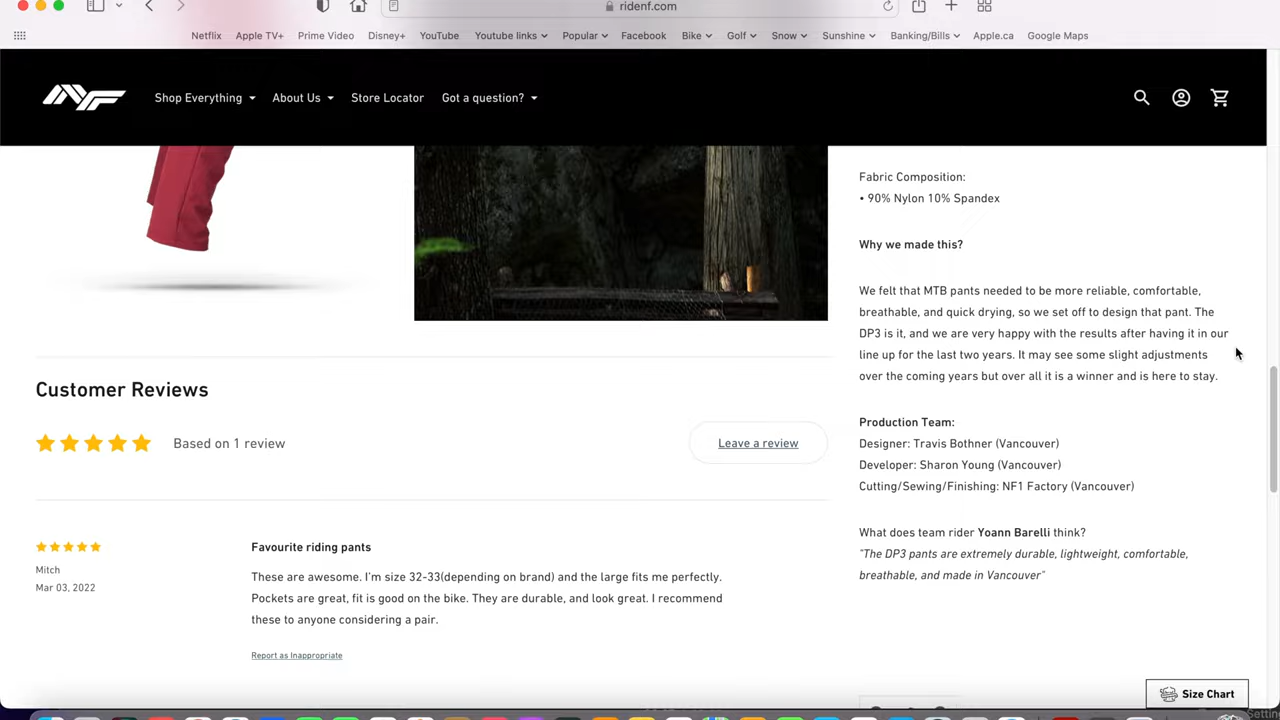 ridenf.com
Netflix Apple TV+ Prime Video Disney+ YouTube Youtube links Popular Facebook Bike Golf Snow Sunshine Banking/Bills Apple.ca Google Maps
NF Shop Everything About Us Store Locator Got a question?
Fabric Composition:
• 90% Nylon 10% Spandex
Why we made this?
We felt that MTB pants needed to be more reliable, comfortable,
breathable, and quick drying, so we set off to design that pant. The
DP3 is it, and we are very happy with the results after having it in our
line up for the last two years. It may see some slight adjustments
over the coming years but over all it is a winner and is here to stay.
Production Team:
Designer: Travis Bothner (Vancouver)
Developer: Sharon Young (Vancouver)
Cutting/Sewing/Finishing: NF1 Factory (Vancouver)
What does team rider Yoann Barelli think?
"The DP3 pants are extremely durable, lightweight, comfortable,
breathable, and made in Vancouver"
Customer Reviews
Based on 1 review
Leave a review
Mitch
Mar 03, 2022
Favourite riding pants
These are awesome. I'm size 32-33(depending on brand) and the large fits me perfectly.
Pockets are great, fit is good on the bike. They are durable, and look great. I recommend
these to anyone considering a pair.
Report as Inappropriate
Size Chart